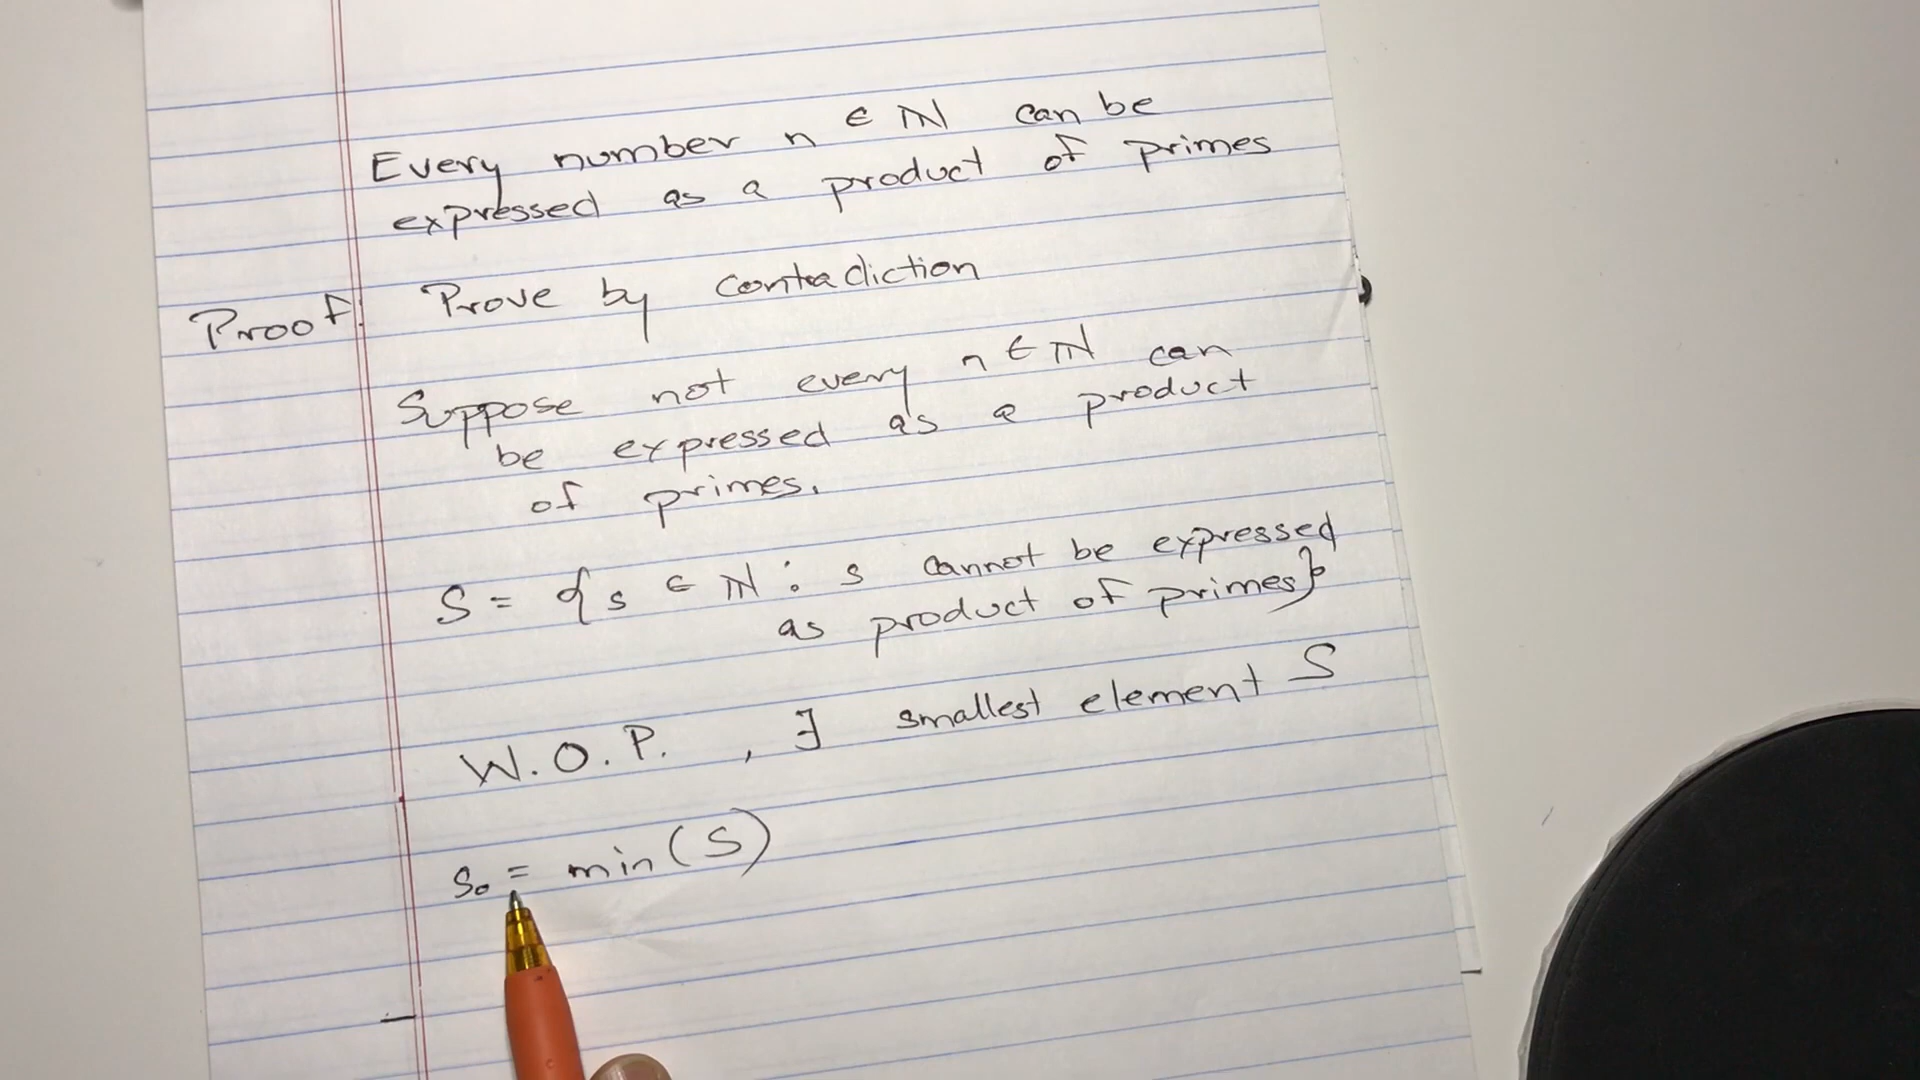 Every number n ∈ ℕ can be
expressed as a product of primes
Proof: Prove by contradiction
Suppose not every n ∈ ℕ can
be expressed as a product
of primes.
S = {s ∈ ℕ : s cannot be expressed
as product of primes}
W.O.P. , ∃ smallest element S
s₀ = min(S)